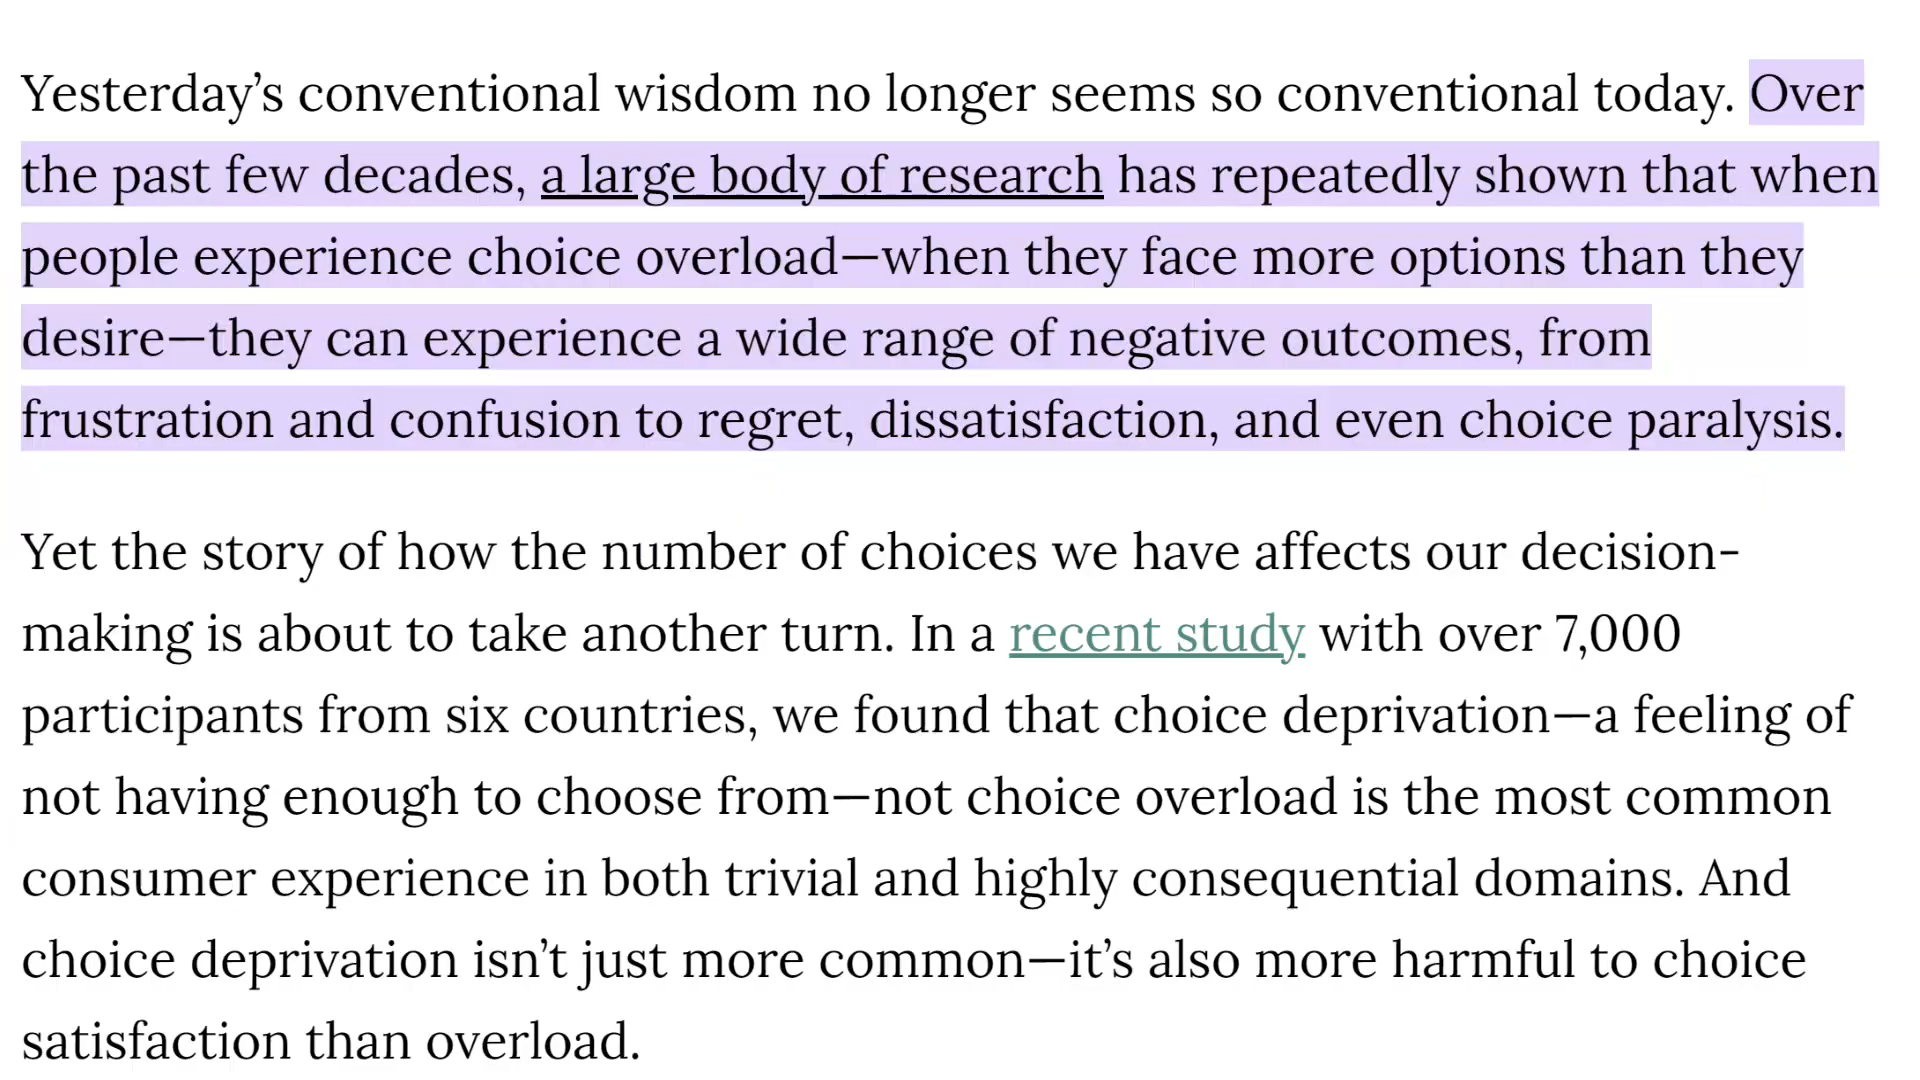 Yesterday’s conventional wisdom no longer seems so conventional today. Over
the past few decades, a large body of research has repeatedly shown that when
people experience choice overload—when they face more options than they
desire—they can experience a wide range of negative outcomes, from
frustration and confusion to regret, dissatisfaction, and even choice paralysis.
Yet the story of how the number of choices we have affects our decision-
making is about to take another turn. In a recent study with over 7,000
participants from six countries, we found that choice deprivation—a feeling of
not having enough to choose from—not choice overload is the most common
consumer experience in both trivial and highly consequential domains. And
choice deprivation isn’t just more common—it’s also more harmful to choice
satisfaction than overload.